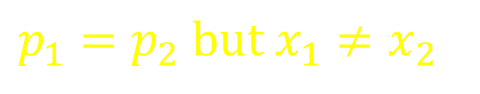 p₁ = p₂ but x₁ ≠ x₂